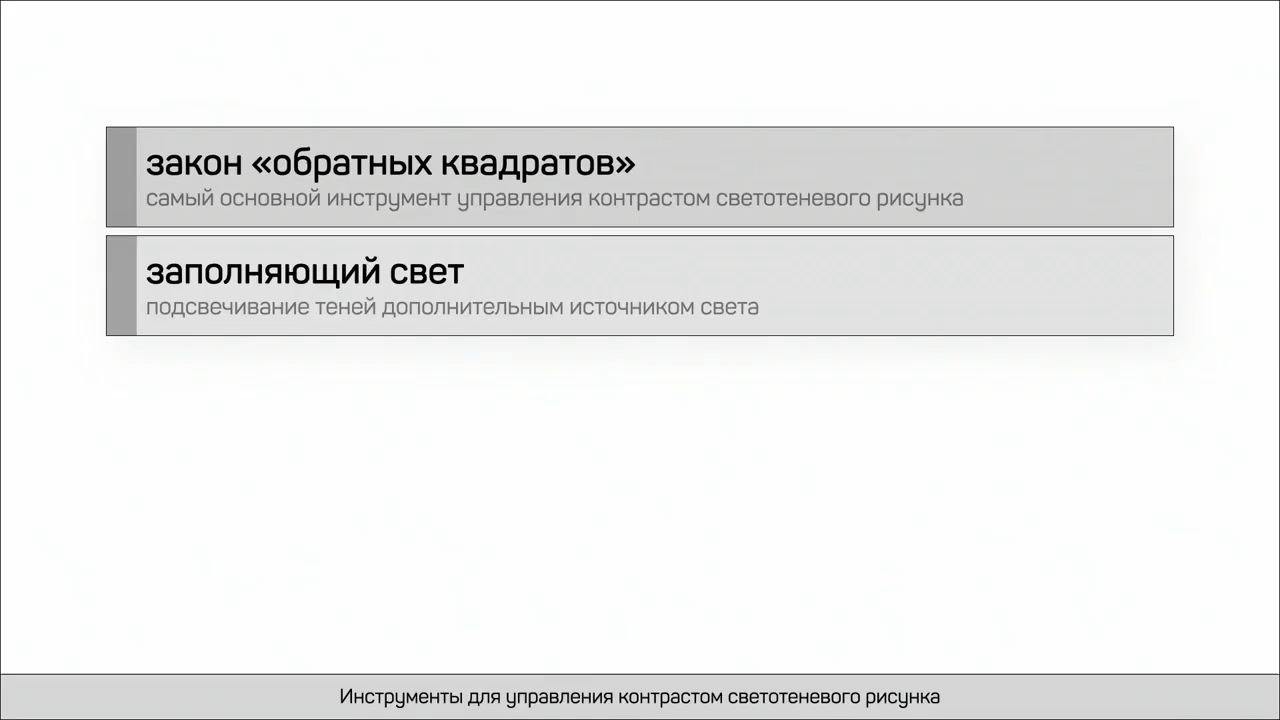 закон «обратных квадратов»
самый основной инструмент управления контрастом светотеневого рисунка
заполняющий свет
подсвечивание теней дополнительным источником света
Инструменты для управления контрастом светотеневого рисунка